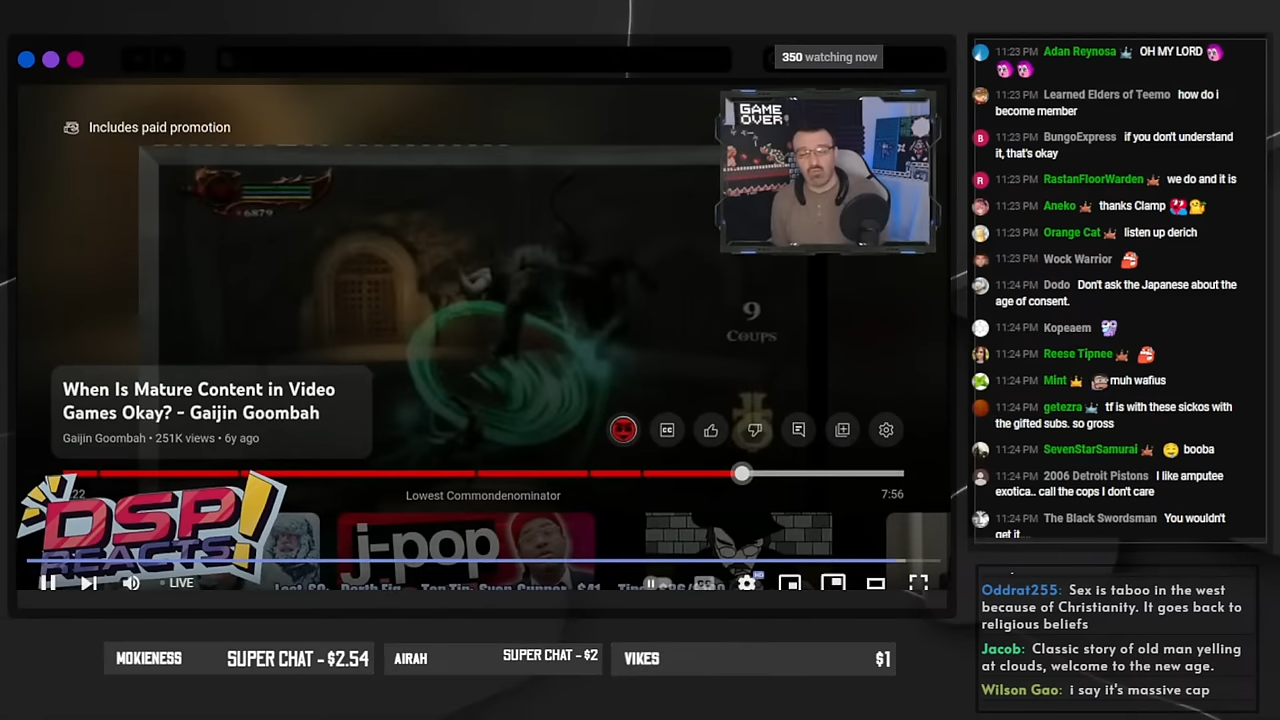 350 watching now
Includes paid promotion
GAME
OVER
6879
9
COUPS
When Is Mature Content in Video
Games Okay? - Gaijin Goombah
Gaijin Goombah • 251K views • 6y ago
CC
:22
Lowest Commondenominator
7:56
DSP
REACTS!
j-pop
LIVE
HD
MOKIENESS
SUPER CHAT - $2.54
AIRAH
SUPER CHAT - $2
VIKES
$1
11:23 PM Adan Reynosa OH MY LORD
11:23 PM Learned Elders of Teemo how do i
become member
B 11:23 PM BungoExpress if you don't understand
it, that's okay
R 11:23 PM RastanFloorWarden we do and it is
11:23 PM Aneko thanks Clamp
11:23 PM Orange Cat listen up derich
11:23 PM Wock Warrior
11:24 PM Dodo Don't ask the Japanese about the
age of consent.
11:24 PM Kopeaem
11:24 PM Reese Tipnee
11:24 PM Mint muh wafius
11:24 PM getezra tf is with these sickos with
the gifted subs. so gross
11:24 PM SevenStarSamurai booba
11:24 PM 2006 Detroit Pistons I like amputee
exotica.. call the cops I don't care
11:24 PM The Black Swordsman You wouldn't
get it....
Oddrat255: Sex is taboo in the west
because of Christianity. It goes back to
religious beliefs
Jacob: Classic story of old man yelling
at clouds, welcome to the new age.
Wilson Gao: i say it's massive cap